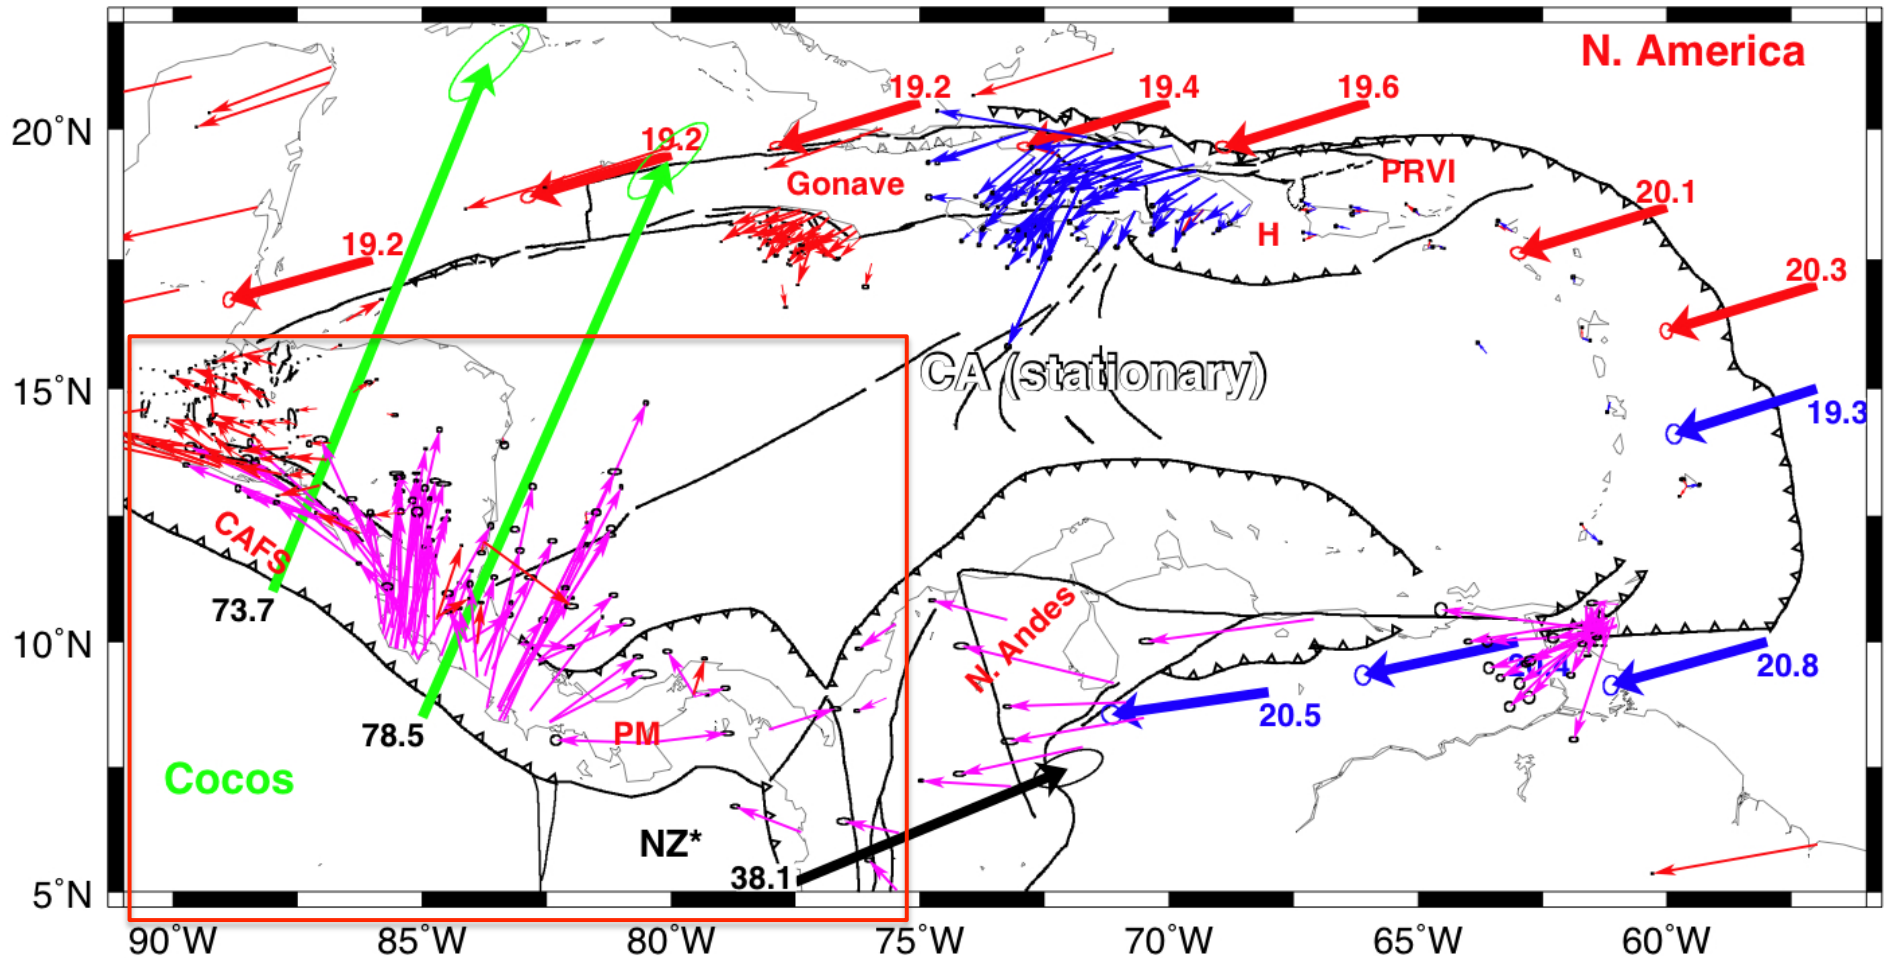 N. America
19.2
19.4
19.6
20˚N
19.2
Gonave
PRVI
20.1
19.2
H
20.3
CA (stationary)
15˚N
19.3
CAFS
73.7
N. Andes
10˚N
20.4
20.8
78.5
PM
20.5
Cocos
NZ*
38.1
5˚N
90˚W
85˚W
80˚W
75˚W
70˚W
65˚W
60˚W